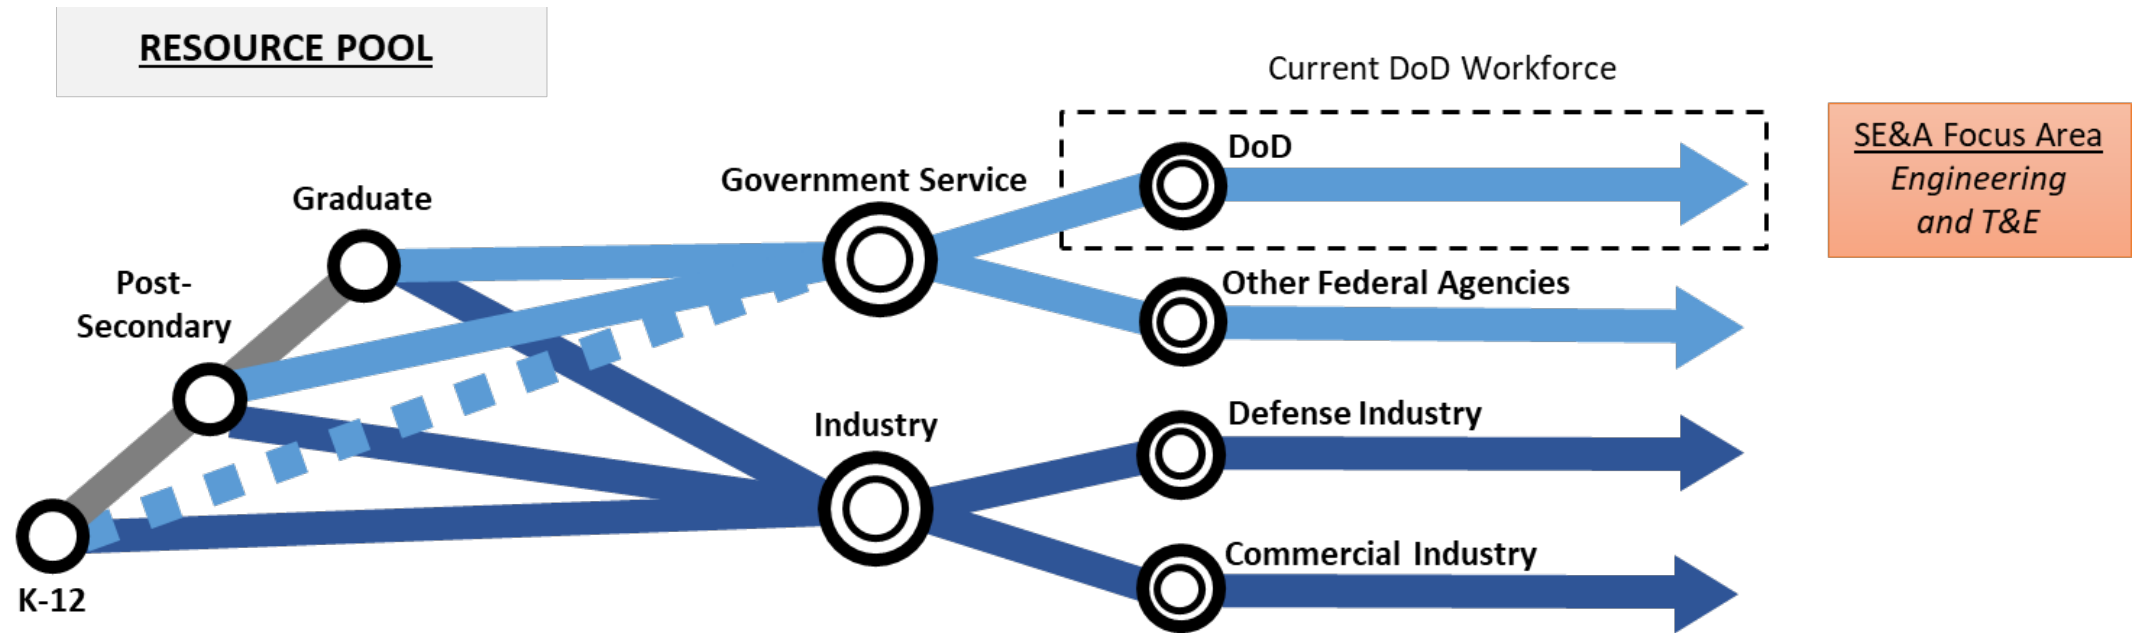 RESOURCE POOL
Current DoD Workforce
SE&A Focus Area
Engineering
and T&E
DoD
Government Service
Graduate
Post-
Secondary
Other Federal Agencies
Defense Industry
Industry
Commercial Industry
K-12